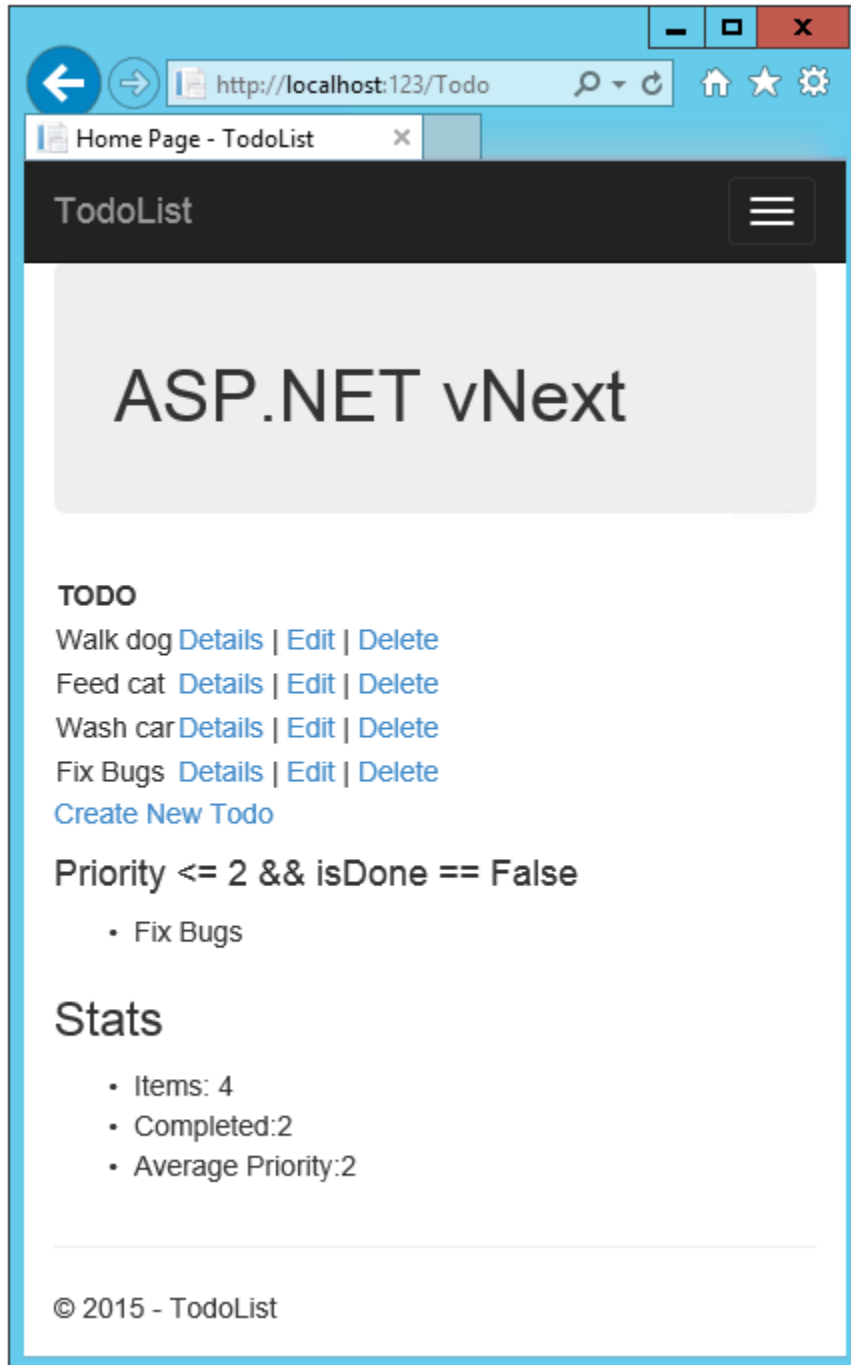 http://localhost:123/Todo
Home Page - TodoList
TodoList
ASP.NET vNext
TODO
Walk dog Details | Edit | Delete
Feed cat Details | Edit | Delete
Wash car Details | Edit | Delete
Fix Bugs Details | Edit | Delete
Create New Todo
Priority <= 2 && isDone == False
• Fix Bugs
Stats
• Items: 4
• Completed:2
• Average Priority:2
© 2015 - TodoList